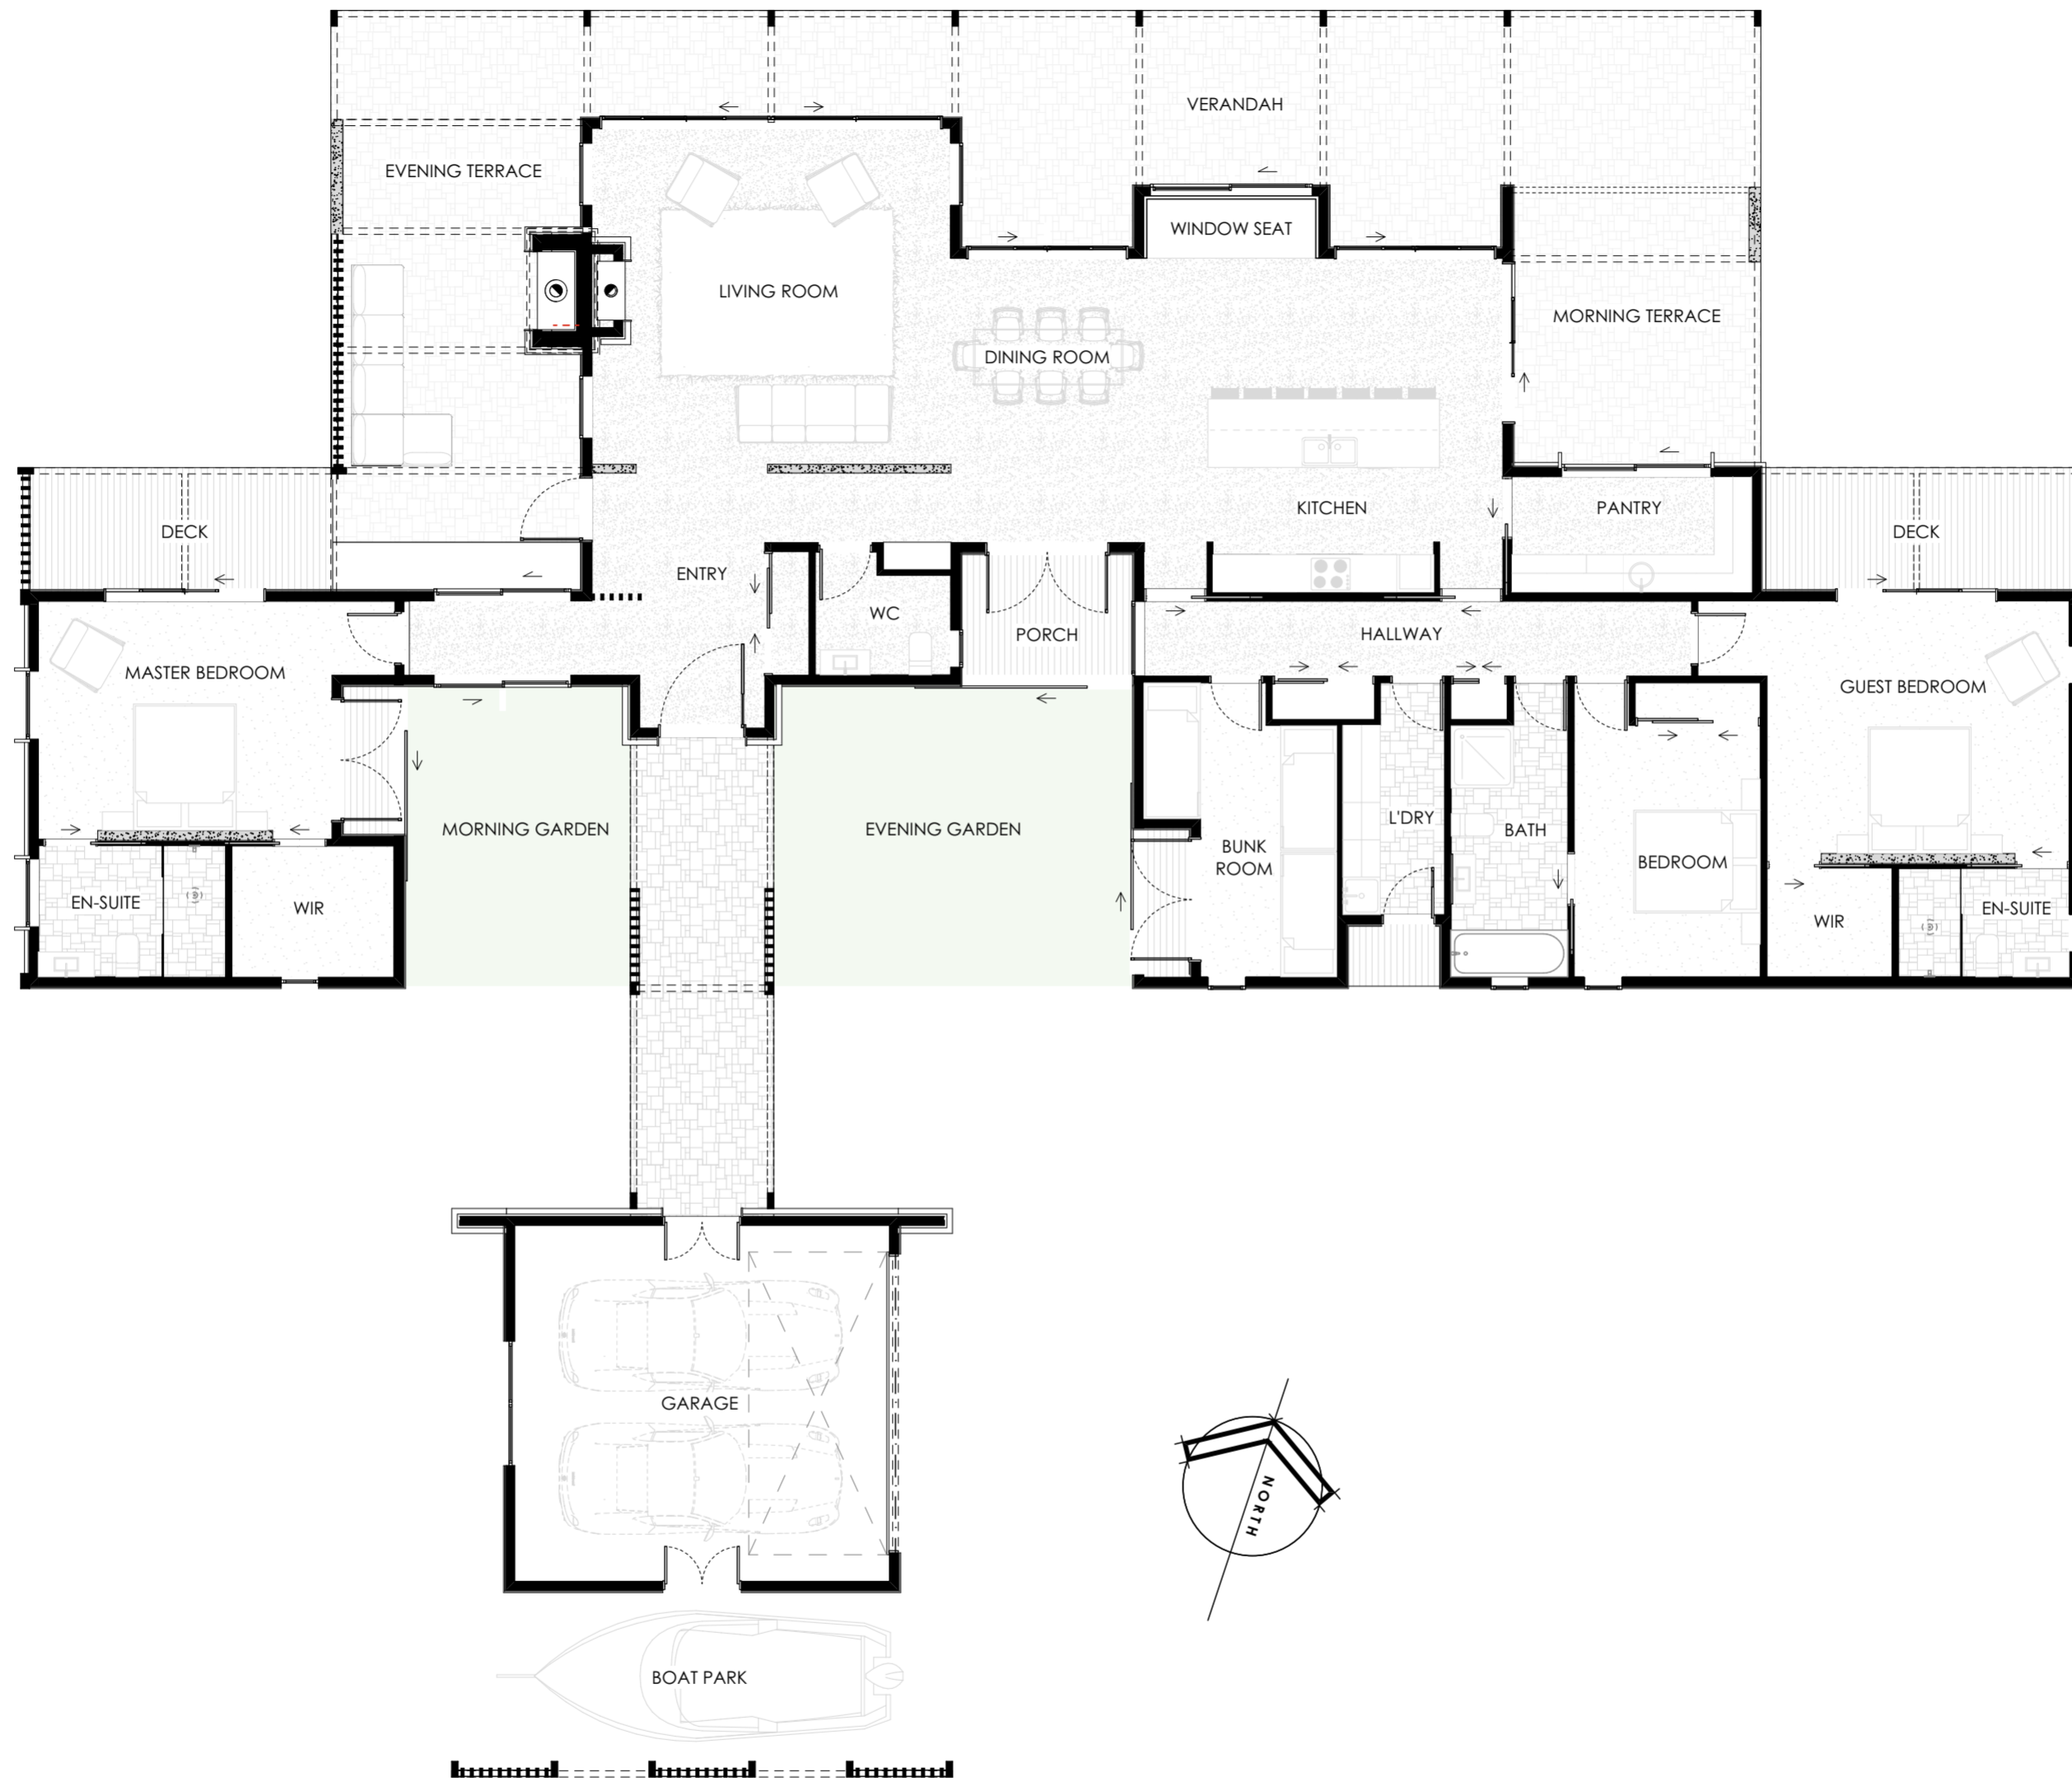 VERANDAH
EVENING TERRACE
WINDOW SEAT
LIVING ROOM
MORNING TERRACE
DINING ROOM
KITCHEN
PANTRY
DECK
DECK
ENTRY
WC
PORCH
HALLWAY
MASTER BEDROOM
GUEST BEDROOM
MORNING GARDEN
EVENING GARDEN
L'DRY
BATH
BUNK
ROOM
BEDROOM
EN-SUITE
WIR
WIR
EN-SUITE
GARAGE
NORTH
BOAT PARK